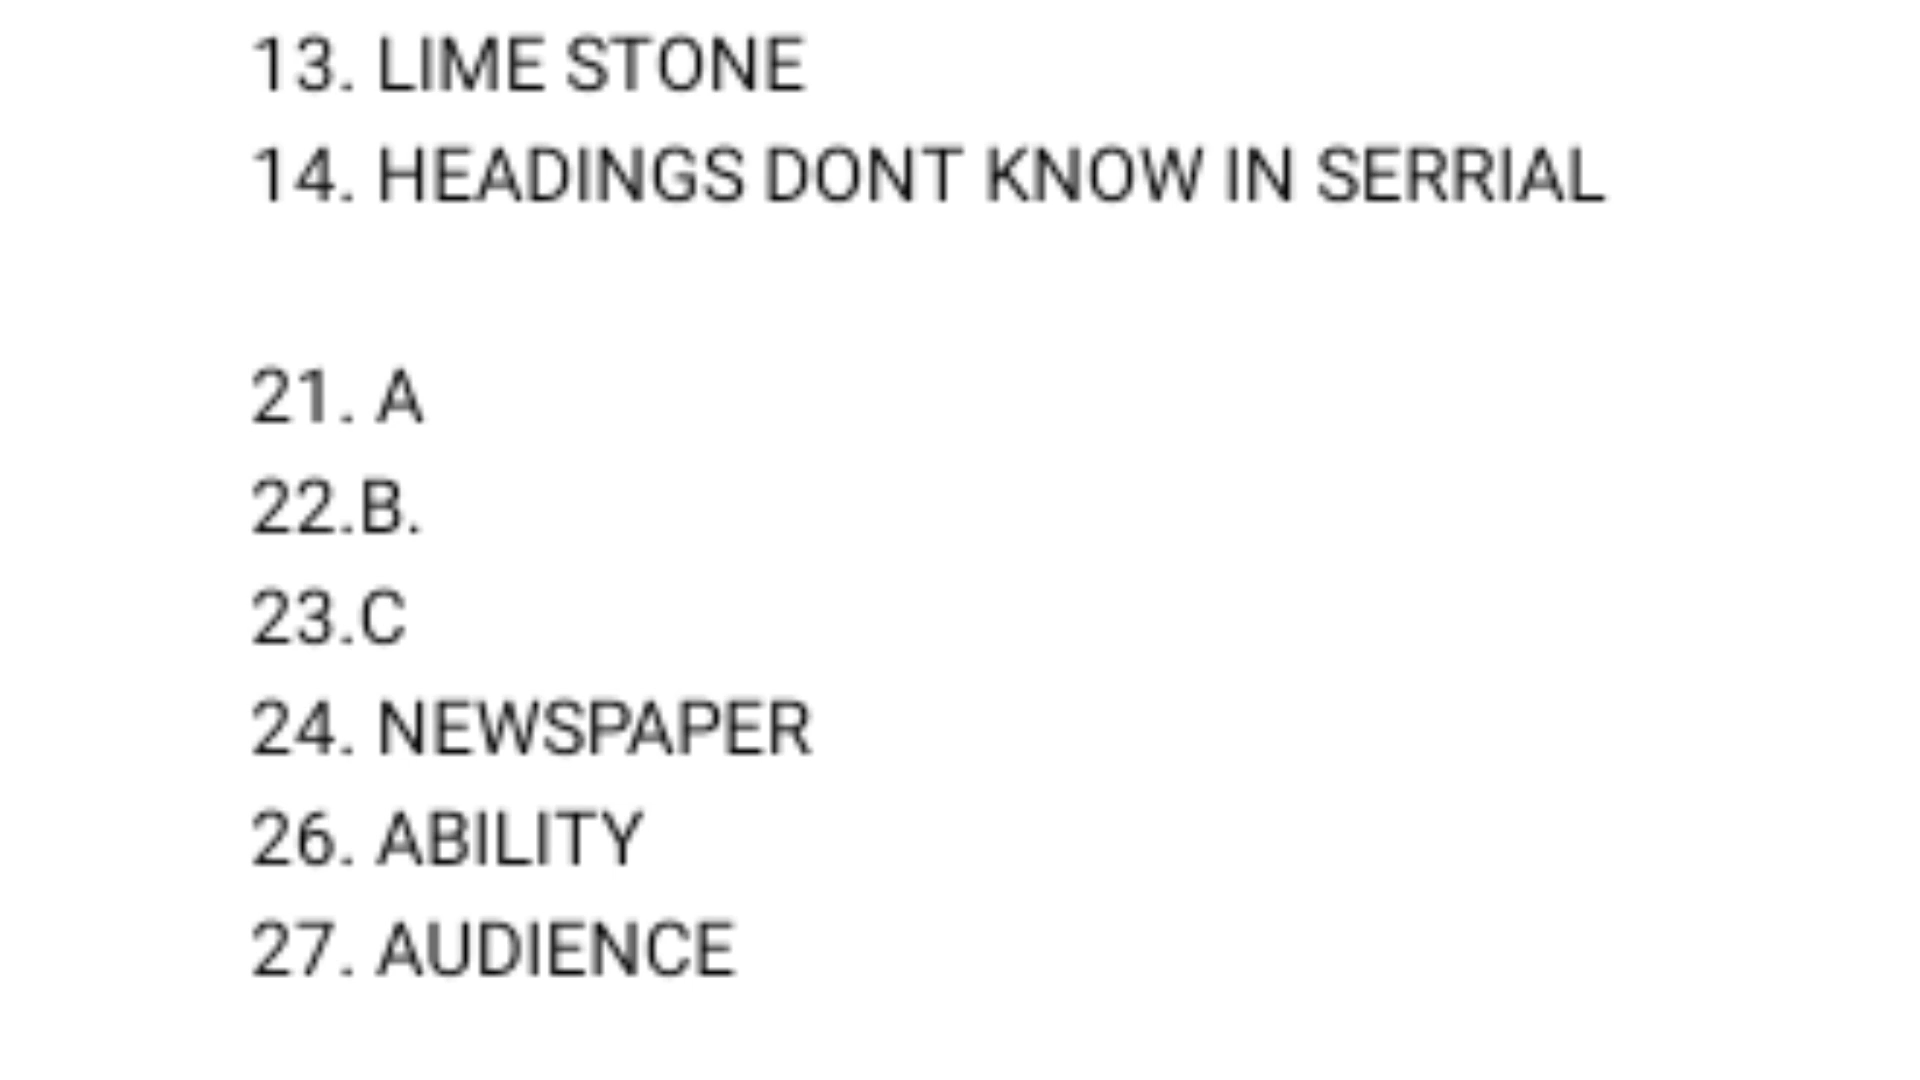 13. LIME STONE
14. HEADINGS DONT KNOW IN SERRIAL
21. A
22.B.
23.C
24. NEWSPAPER
26. ABILITY
27. AUDIENCE